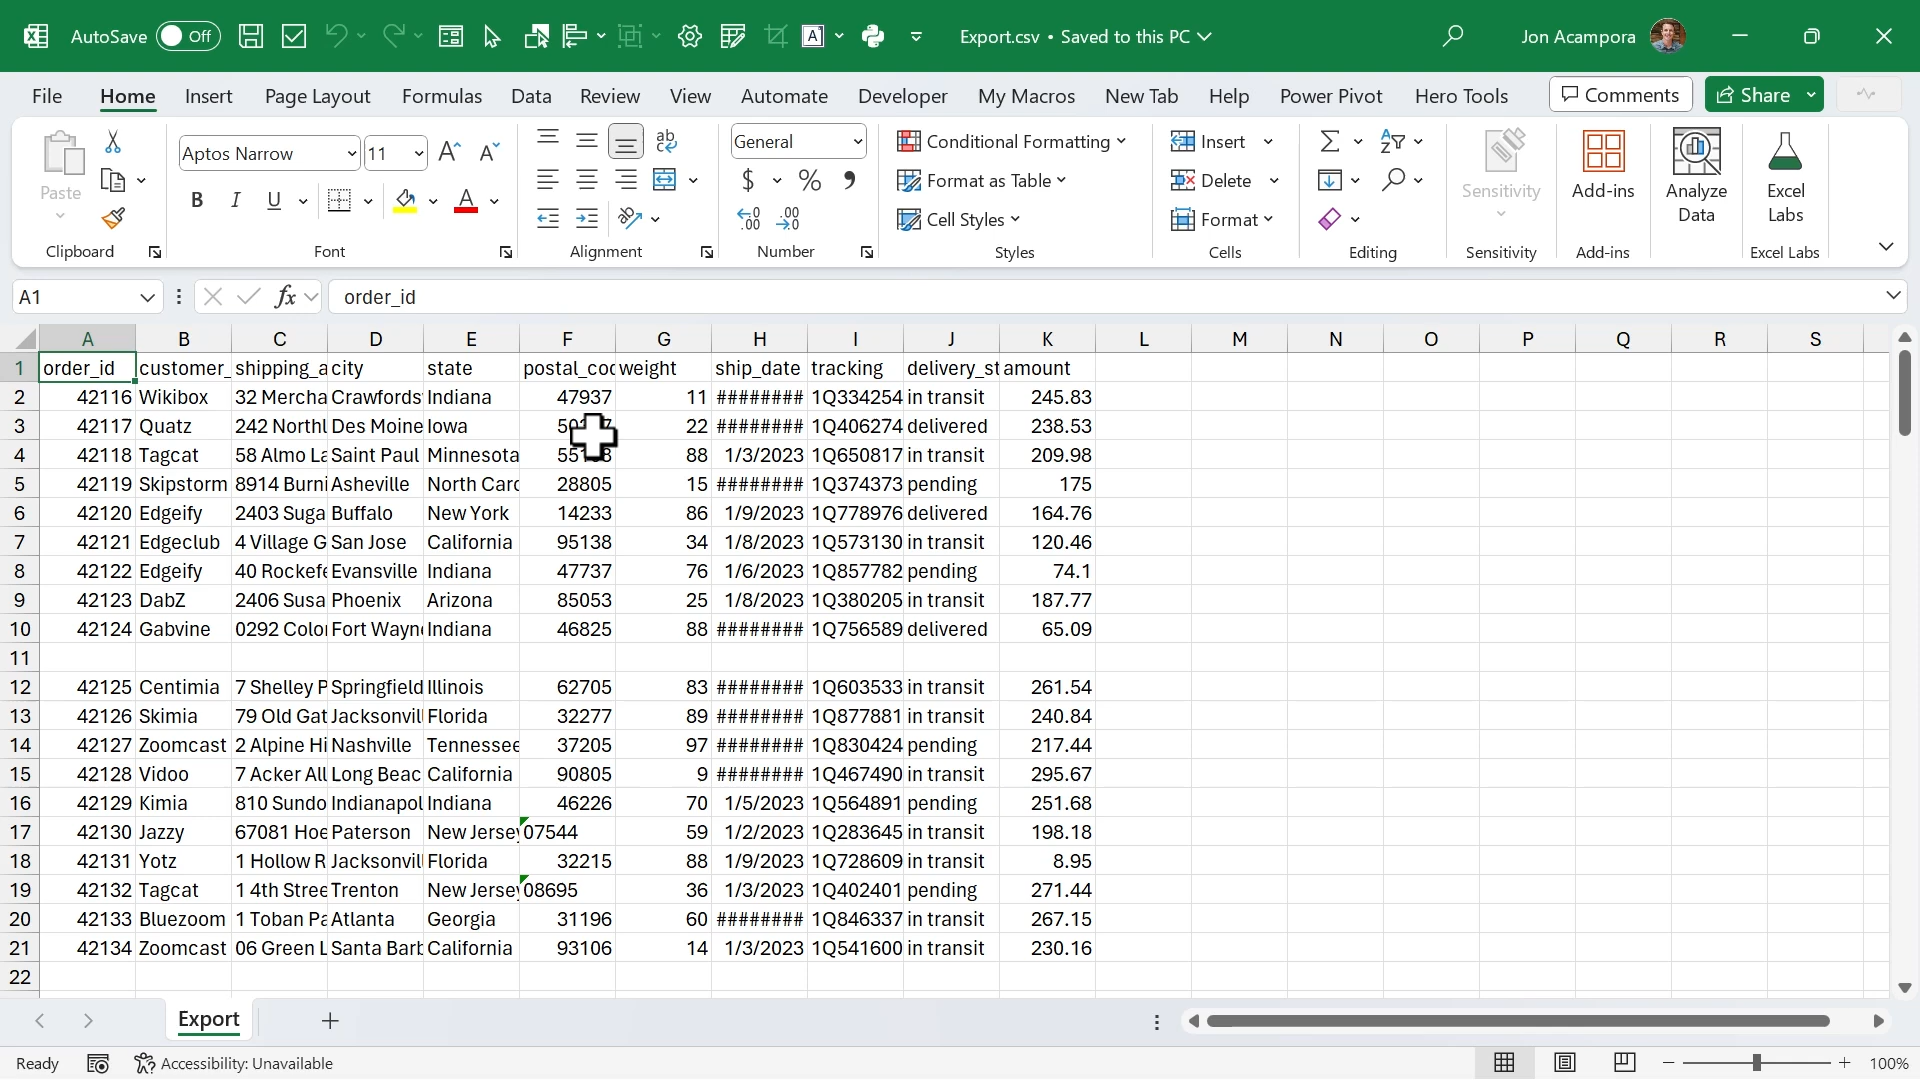 AutoSave Off Export.csv • Saved to this PC Jon Acampora
File Home Insert Page Layout Formulas Data Review View Automate Developer My Macros New Tab Help Power Pivot Hero Tools Comments Share
Paste Aptos Narrow 11 General Conditional Formatting Format as Table Cell Styles Insert Delete Format Sensitivity Add-ins Analyze Data Excel Labs
Clipboard Font Alignment Number Styles Cells Editing Sensitivity Add-ins Excel Labs
A1 fx order_id
A B C D E F G H I J K L M N O P Q R S
1 order_id customer_ shipping_a city state postal_coc weight ship_date tracking delivery_st amount
2 42116 Wikibox 32 Mercha Crawfords Indiana 47937 11 ######## 1Q334254 in transit 245.83
3 42117 Quatz 242 Northl Des Moine Iowa 22 ######## 1Q406274 delivered 238.53
4 42118 Tagcat 58 Almo La Saint Paul Minnesota 88 1/3/2023 1Q650817 in transit 209.98
5 42119 Skipstorm 8914 Burni Asheville North Carc 28805 15 ######## 1Q374373 pending 175
6 42120 Edgeify 2403 Suga Buffalo New York 14233 86 1/9/2023 1Q778976 delivered 164.76
7 42121 Edgeclub 4 Village G San Jose California 95138 34 1/8/2023 1Q573130 in transit 120.46
8 42122 Edgeify 40 Rockefe Evansville Indiana 47737 76 1/6/2023 1Q857782 pending 74.1
9 42123 DabZ 2406 Susa Phoenix Arizona 85053 25 1/8/2023 1Q380205 in transit 187.77
10 42124 Gabvine 0292 Color Fort Wayn Indiana 46825 88 ######## 1Q756589 delivered 65.09
11
12 42125 Centimia 7 Shelley P Springfield Illinois 62705 83 ######## 1Q603533 in transit 261.54
13 42126 Skimia 79 Old Gat Jacksonvil Florida 32277 89 ######## 1Q877881 in transit 240.84
14 42127 Zoomcast 2 Alpine Hi Nashville Tennessee 37205 97 ######## 1Q830424 pending 217.44
15 42128 Vidoo 7 Acker All Long Beac California 90805 9 ######## 1Q467490 in transit 295.67
16 42129 Kimia 810 Sundo Indianapol Indiana 46226 70 1/5/2023 1Q564891 pending 251.68
17 42130 Jazzy 67081 Hoe Paterson New Jersey 07544 59 1/2/2023 1Q283645 in transit 198.18
18 42131 Yotz 1 Hollow R Jacksonvil Florida 32215 88 1/9/2023 1Q728609 in transit 8.95
19 42132 Tagcat 1 4th Stree Trenton New Jersey 08695 36 1/3/2023 1Q402401 pending 271.44
20 42133 Bluezoom 1 Toban Pa Atlanta Georgia 31196 60 ######## 1Q846337 in transit 267.15
21 42134 Zoomcast 06 Green L Santa Bark California 93106 14 1/3/2023 1Q541600 in transit 230.16
22
Export
Ready Accessibility: Unavailable 100%